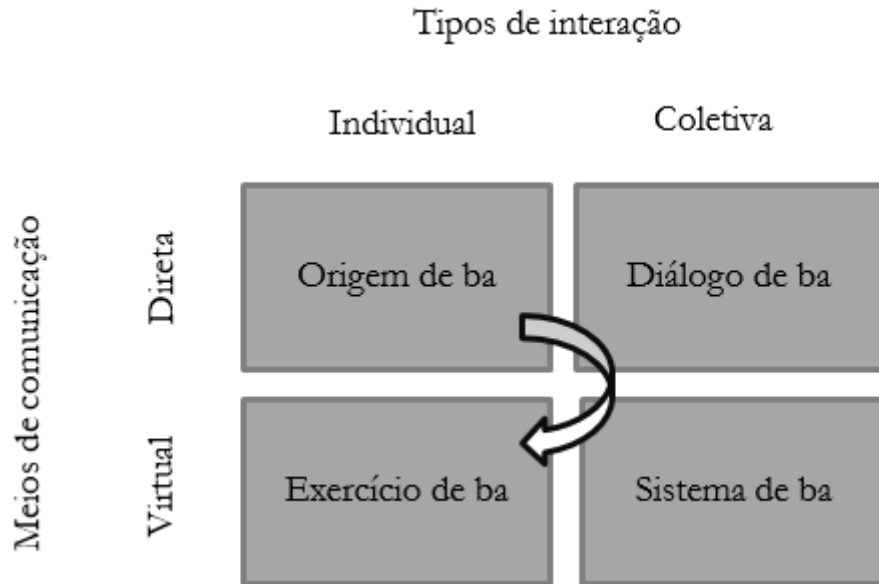 Tipos de interação
Individual
Coletiva
Meios de comunicação
Direta
Origem de ba
Diálogo de ba
Virtual
Exercício de ba
Sistema de ba